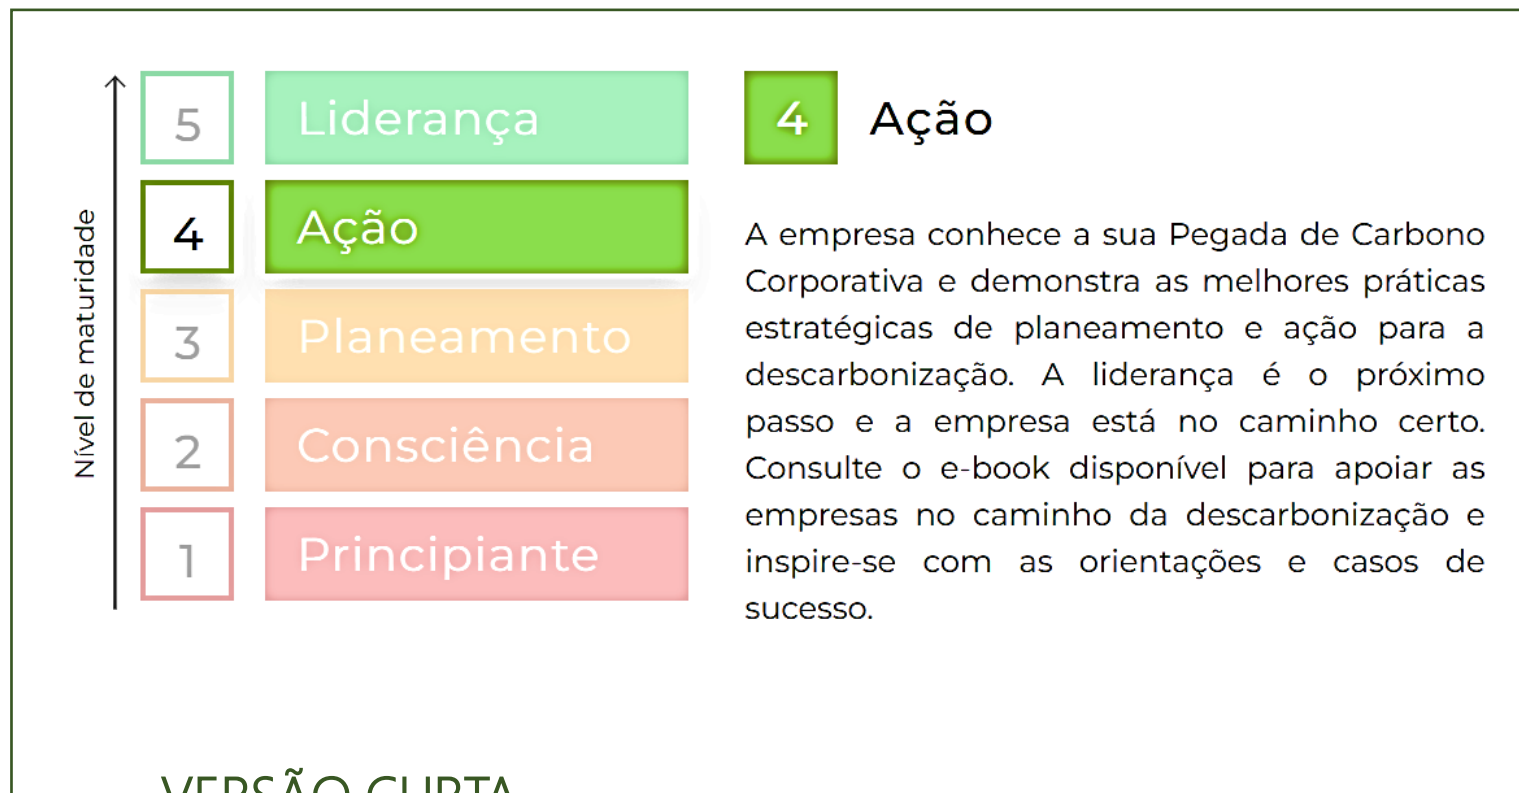 Nível de maturidade
5
Liderança
4
Ação
3
Planeamento
2
Consciência
1
Principiante
4
Ação
A empresa conhece a sua Pegada de Carbono
Corporativa e demonstra as melhores práticas
estratégicas de planeamento e ação para a
descarbonização. A liderança é o próximo
passo e a empresa está no caminho certo.
Consulte o e-book disponível para apoiar as
empresas no caminho da descarbonização e
inspire-se com as orientações e casos de
sucesso.
VERSÃO CURTA